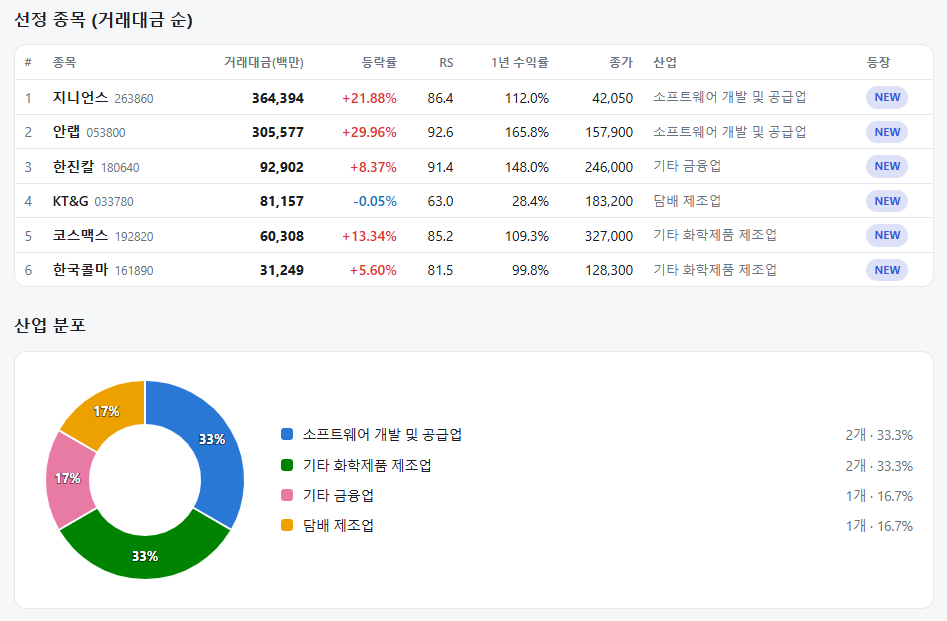 선정 종목 (거래대금 순)
# 종목 거래대금(백만) 등락률 RS 1년 수익률 종가 산업 등장
1 지니언스 263860 364,394 +21.88% 86.4 112.0% 42,050 소프트웨어 개발 및 공급업 NEW
2 안랩 053800 305,577 +29.96% 92.6 165.8% 157,900 소프트웨어 개발 및 공급업 NEW
3 한진칼 180640 92,902 +8.37% 91.4 148.0% 246,000 기타 금융업 NEW
4 KT&G 033780 81,157 -0.05% 63.0 28.4% 183,200 담배 제조업 NEW
5 코스맥스 192820 60,308 +13.34% 85.2 109.3% 327,000 기타 화학제품 제조업 NEW
6 한국콜마 161890 31,249 +5.60% 81.5 99.8% 128,300 기타 화학제품 제조업 NEW
산업 분포
17%
33%
17%
33%
소프트웨어 개발 및 공급업 2개 · 33.3%
기타 화학제품 제조업 2개 · 33.3%
기타 금융업 1개 · 16.7%
담배 제조업 1개 · 16.7%